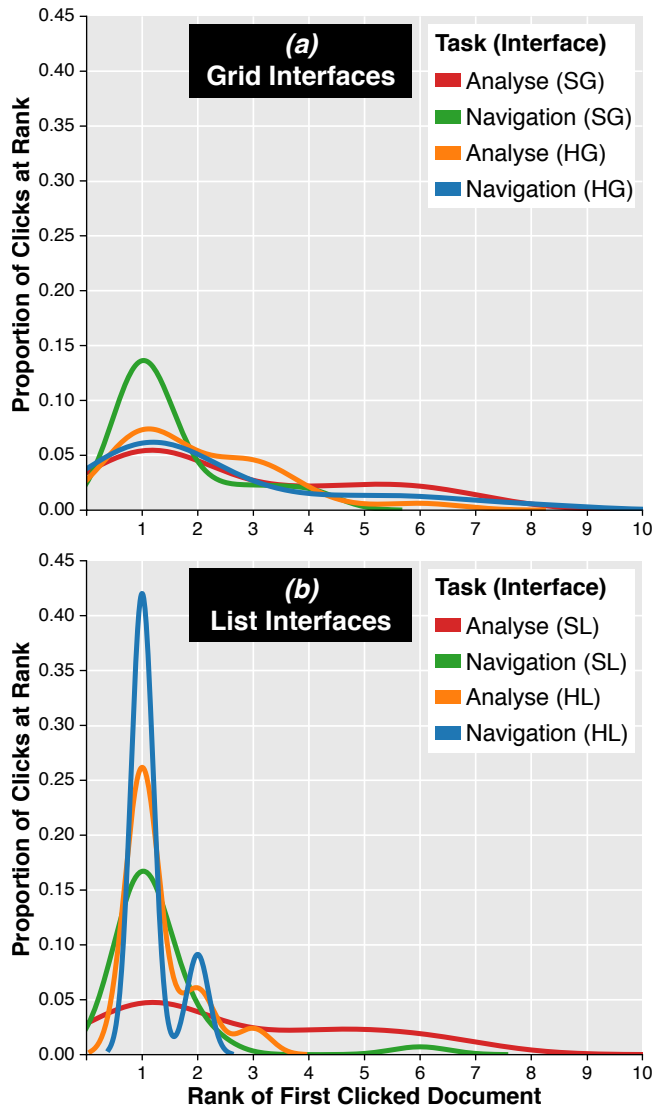 (a)
Grid Interfaces
Task (Interface)
Analyse (SG)
Navigation (SG)
Analyse (HG)
Navigation (HG)
Proportion of Clicks at Rank
0.45
0.40
0.35
0.30
0.25
0.20
0.15
0.10
0.05
0.00
1 2 3 4 5 6 7 8 9 10
(b)
List Interfaces
Task (Interface)
Analyse (SL)
Navigation (SL)
Analyse (HL)
Navigation (HL)
Proportion of Clicks at Rank
0.45
0.40
0.35
0.30
0.25
0.20
0.15
0.10
0.05
0.00
1 2 3 4 5 6 7 8 9 10
Rank of First Clicked Document